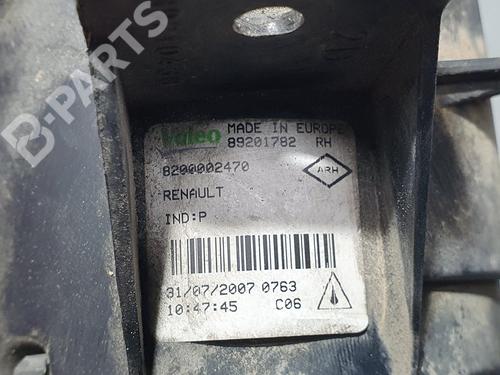 B-PARTS
valeo MADE IN EUROPE
89201782 RH
8200002470
ARH
RENAULT
IND:P
31/07/2007 0763
10:47:45 C06